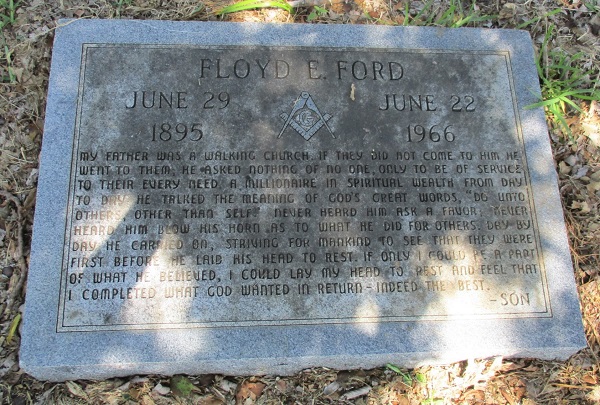 FLOYD E. FORD
JUNE 29 JUNE 22
1895 G 1966
MY FATHER WAS A WALKING CHURCH. IF THEY DID NOT COME TO HIM HE
WENT TO THEM; HE ASKED NOTHING OF NO ONE, ONLY TO BE OF SERVICE
TO THEIR EVERY NEED. A MILLIONAIRE IN SPIRITUAL WEALTH FROM DAY
TO DAY HE TALKED THE MEANING OF GOD'S GREAT WORDS, "DO UNTO
OTHERS, OTHER THAN SELF". NEVER HEARD HIM ASK A FAVOR; NEVER
HEARD HIM BLOW HIS HORN AS TO WHAT HE DID FOR OTHERS. DAY BY
DAY HE CARRIED ON, STRIVING FOR MANKIND TO SEE THAT THEY WERE
FIRST BEFORE HE LAID HIS HEAD TO REST. IF ONLY I COULD BE A PART
OF WHAT HE BELIEVED, I COULD LAY MY HEAD TO REST AND FEEL THAT
I COMPLETED WHAT GOD WANTED IN RETURN - INDEED THE BEST.
-SON